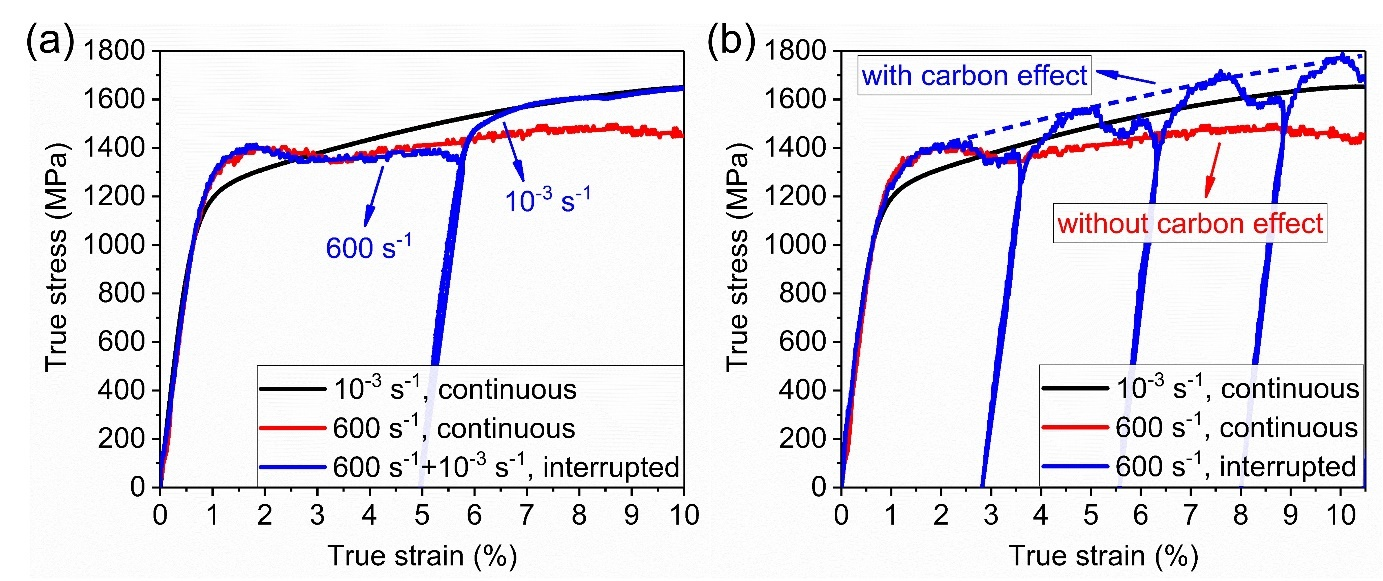 (a)
1800
1600
1400
1200
1000
800
600
400
200
0
True stress (MPa)
600 s⁻¹
10⁻³ s⁻¹
10⁻³ s⁻¹, continuous
600 s⁻¹, continuous
600 s⁻¹+10⁻³ s⁻¹, interrupted
0 1 2 3 4 5 6 7 8 9 10
True strain (%)
(b)
1800
1600
1400
1200
1000
800
600
400
200
0
True stress (MPa)
with carbon effect
without carbon effect
10⁻³ s⁻¹, continuous
600 s⁻¹, continuous
600 s⁻¹, interrupted
0 1 2 3 4 5 6 7 8 9 10
True strain (%)